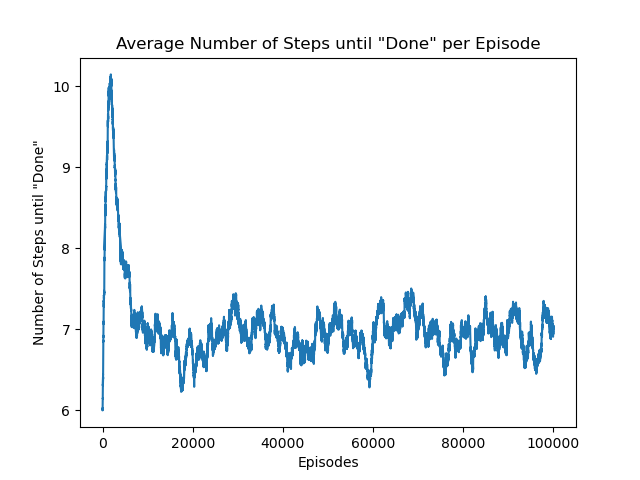 Average Number of Steps until "Done" per Episode
Number of Steps until "Done"
10
9
8
7
6
0 20000 40000 60000 80000 100000
Episodes